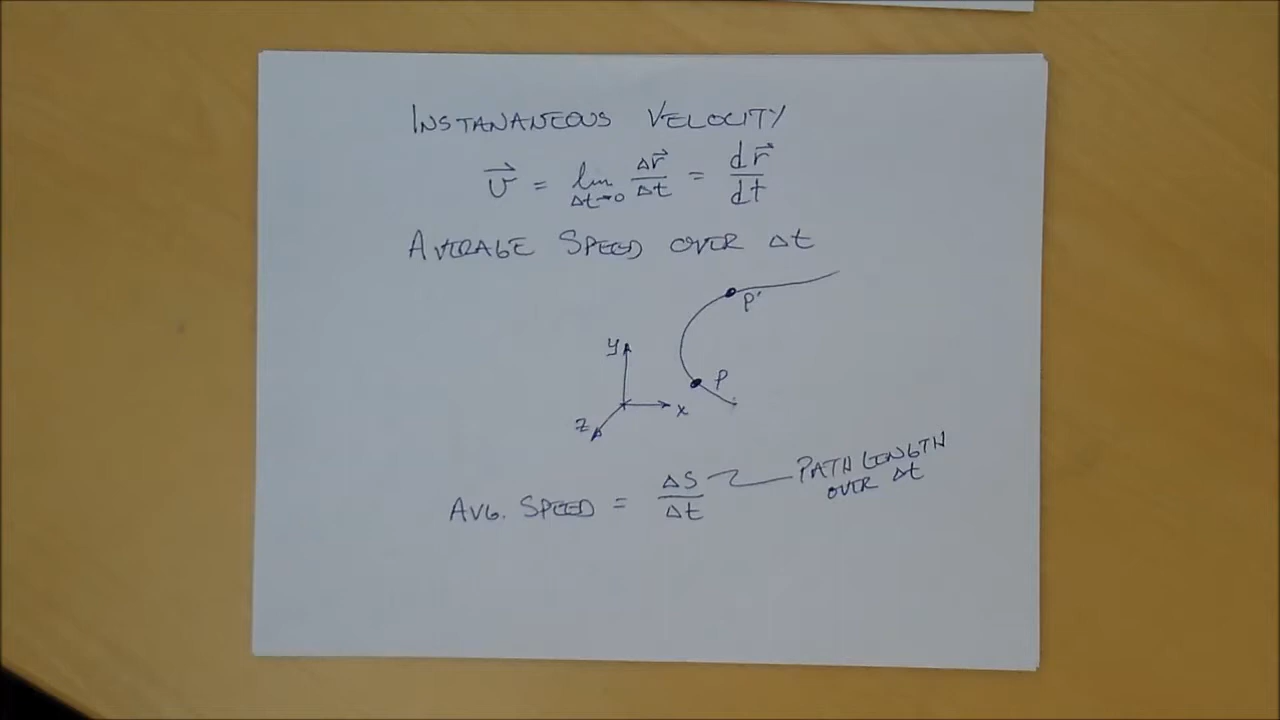 INSTANANEOUS VELOCITY
v⃗ = lim Δt→0 Δr⃗/Δt = dr⃗/dt
AVERAGE SPEED OVER Δt
P'
y
P
x
z
AVG. SPEED = ΔS/Δt
PATH LENGTH
OVER Δt